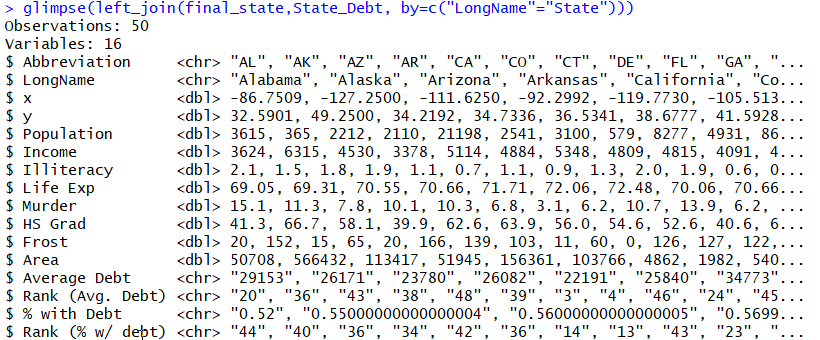 > glimpse(left_join(final_state,State_Debt, by=c("LongName"="State")))
Observations: 50
Variables: 16
$ Abbreviation      <chr> "AL", "AK", "AZ", "AR", "CA", "CO", "CT", "DE", "FL", "GA", "...
$ LongName          <chr> "Alabama", "Alaska", "Arizona", "Arkansas", "California", "Co...
$ x                 <dbl> -86.7509, -127.2500, -111.6250, -92.2992, -119.7730, -105.513...
$ y                 <dbl> 32.5901, 49.2500, 34.2192, 34.7336, 36.5341, 38.6777, 41.5928...
$ Population        <dbl> 3615, 365, 2212, 2110, 21198, 2541, 3100, 579, 8277, 4931, 86...
$ Income            <dbl> 3624, 6315, 4530, 3378, 5114, 4884, 5348, 4809, 4815, 4091, 4...
$ Illiteracy        <dbl> 2.1, 1.5, 1.8, 1.9, 1.1, 0.7, 1.1, 0.9, 1.3, 2.0, 1.9, 0.6, 0...
$ Life Exp          <dbl> 69.05, 69.31, 70.55, 70.66, 71.71, 72.06, 72.48, 70.06, 70.66...
$ Murder            <dbl> 15.1, 11.3, 7.8, 10.1, 10.3, 6.8, 3.1, 6.2, 10.7, 13.9, 6.2, ...
$ HS Grad           <dbl> 41.3, 66.7, 58.1, 39.9, 62.6, 63.9, 56.0, 54.6, 52.6, 40.6, 6...
$ Frost             <dbl> 20, 152, 15, 65, 20, 166, 139, 103, 11, 60, 0, 126, 127, 122,...
$ Area              <dbl> 50708, 566432, 113417, 51945, 156361, 103766, 4862, 1982, 540...
$ Average Debt      <chr> "29153", "26171", "23780", "26082", "22191", "25840", "34773"...
$ Rank (Avg. Debt)  <chr> "20", "36", "43", "38", "48", "39", "3", "4", "46", "24", "45...
$ % with Debt       <chr> "0.52", "0.55000000000000004", "0.56000000000000005", "0.5699...
$ Rank (% w/ debt)  <chr> "44", "40", "36", "34", "42", "36", "14", "13", "43", "23", "...